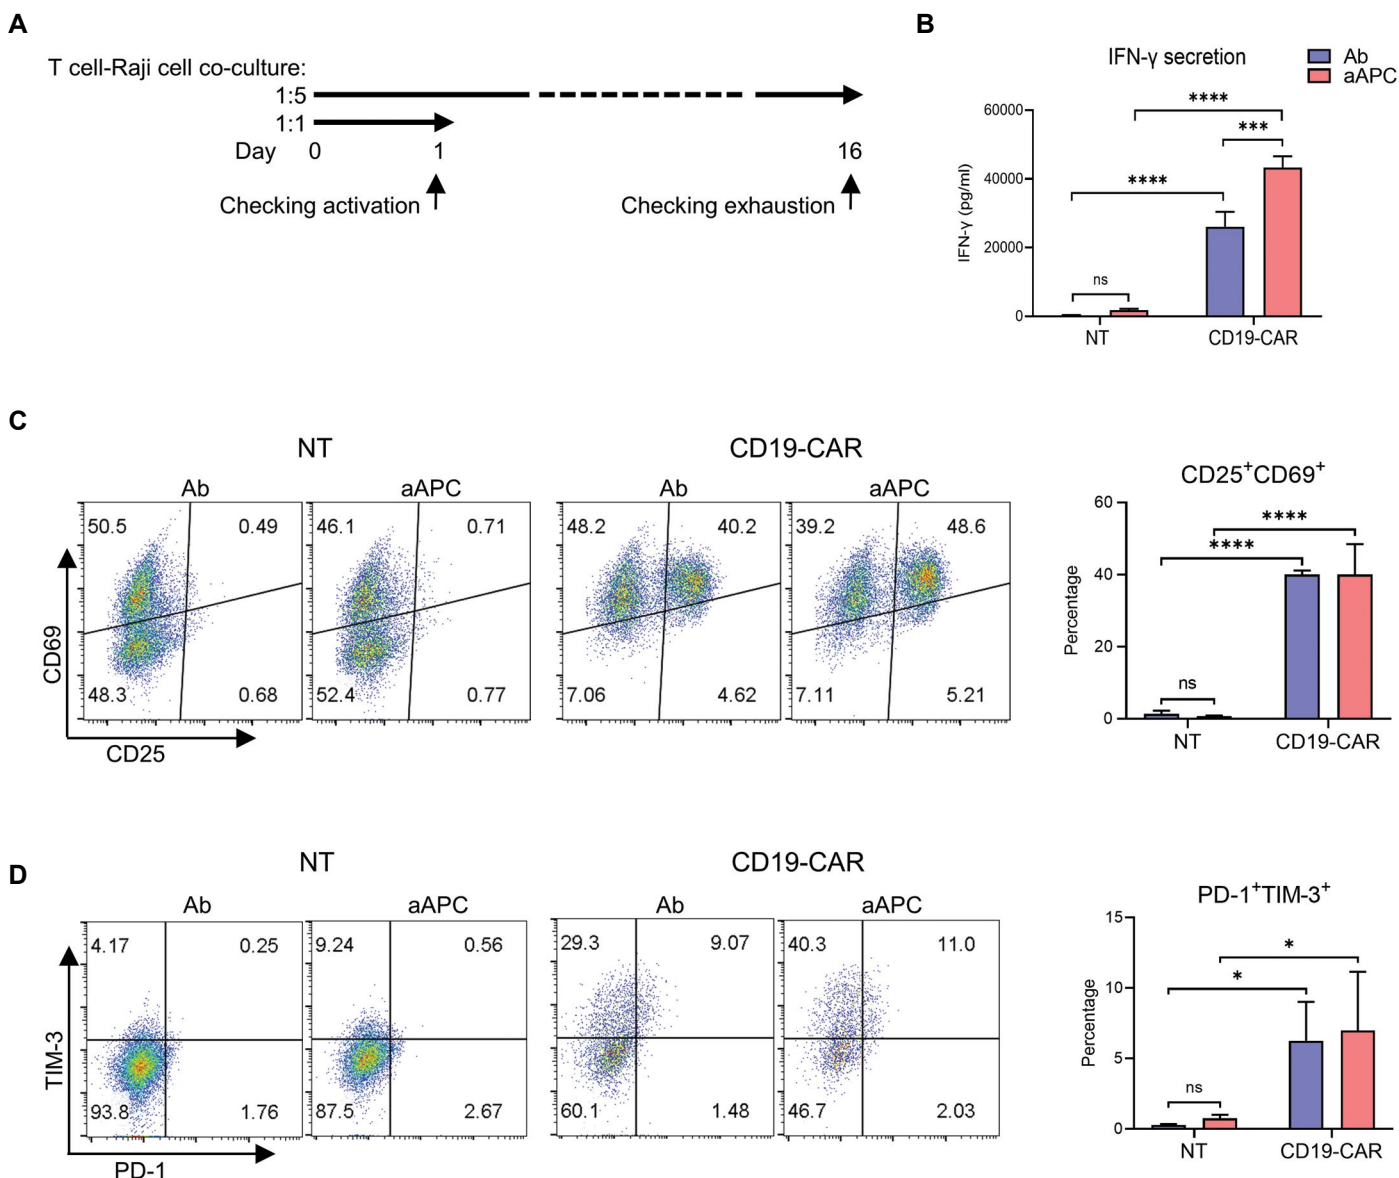 A
T cell-Raji cell co-culture:
1:5
1:1
Day 0 1 16
Checking activation
Checking exhaustion
B
IFN-γ secretion
Ab
aAPC
IFN-γ (pg/ml)
60000
40000
20000
0
****
***
****
ns
NT
CD19-CAR
C
NT
CD19-CAR
Ab
aAPC
Ab
aAPC
50.5 0.49
48.3 0.68
46.1 0.71
52.4 0.77
48.2 40.2
7.06 4.62
39.2 48.6
7.11 5.21
CD69
CD25
CD25+CD69+
Percentage
60
40
20
0
****
****
ns
NT
CD19-CAR
D
NT
CD19-CAR
Ab
aAPC
Ab
aAPC
4.17 0.25
93.8 1.76
9.24 0.56
87.5 2.67
29.3 9.07
60.1 1.48
40.3 11.0
46.7 2.03
TIM-3
PD-1
PD-1+TIM-3+
Percentage
15
10
5
0
*
*
ns
NT
CD19-CAR